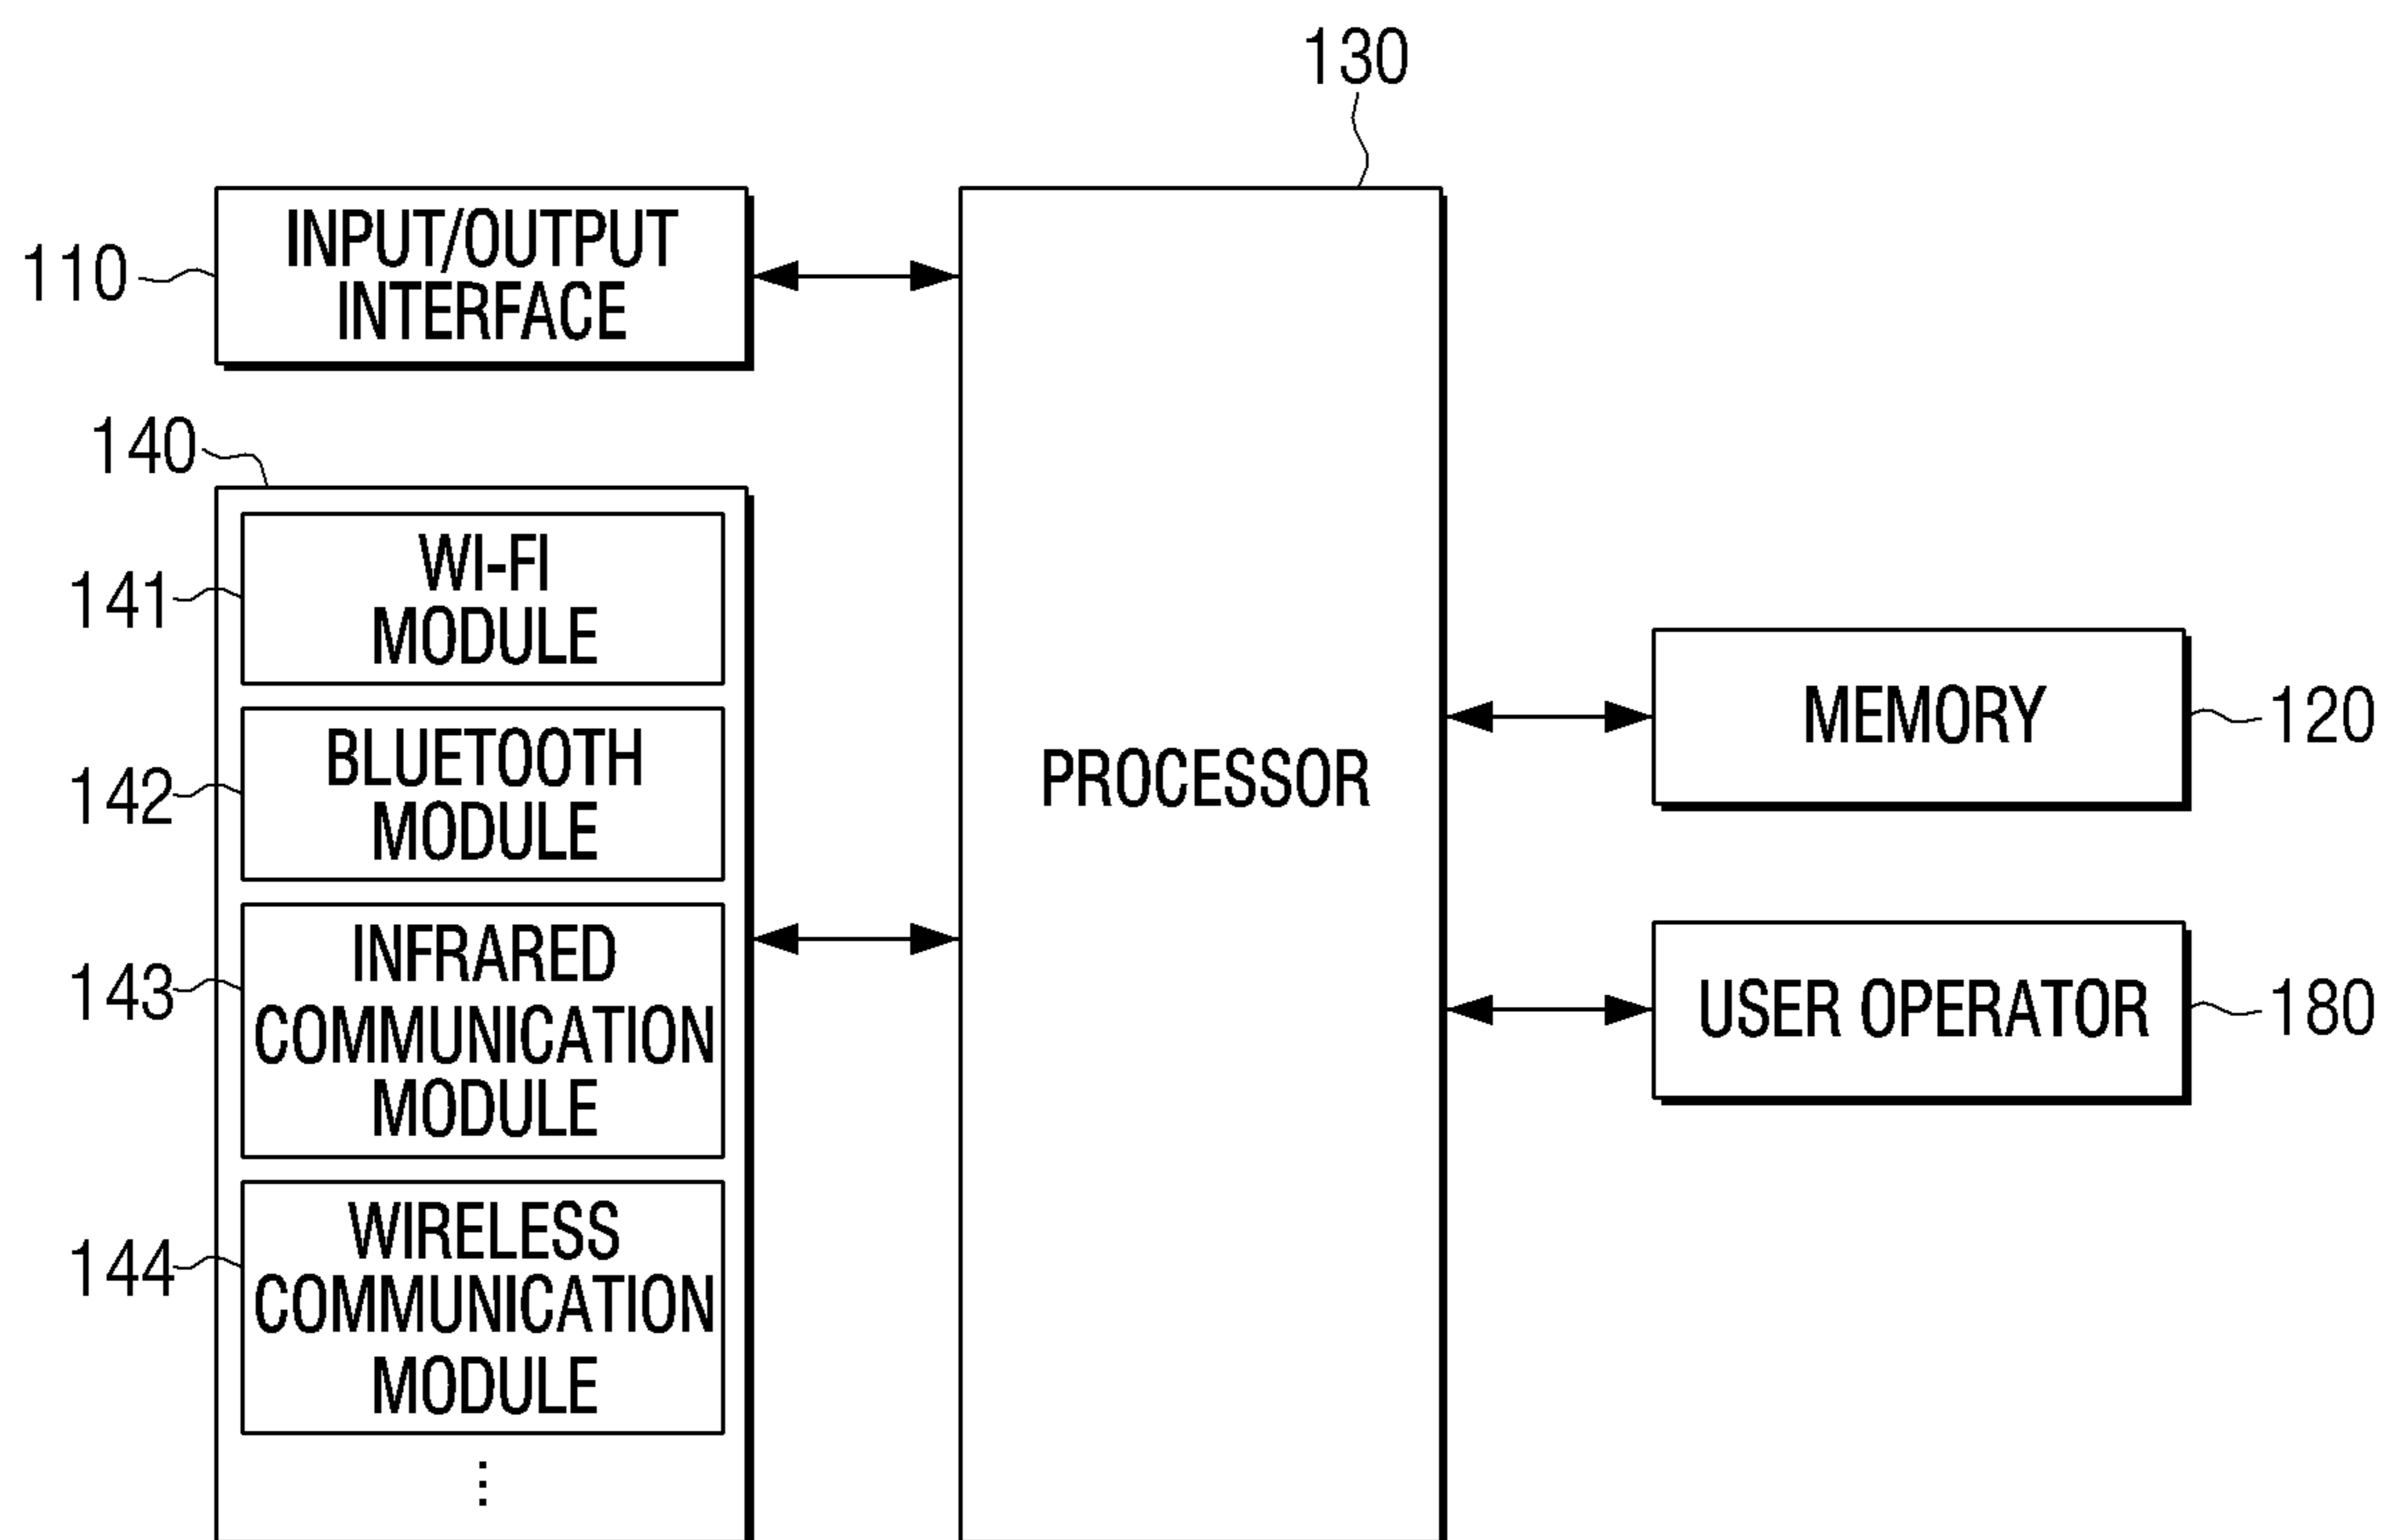 130
110
INPUT/OUTPUT
INTERFACE
140
141
WI-FI
MODULE
142
BLUETOOTH
MODULE
143
INFRARED
COMMUNICATION
MODULE
144
WIRELESS
COMMUNICATION
MODULE
⋮
PROCESSOR
MEMORY
120
USER OPERATOR
180